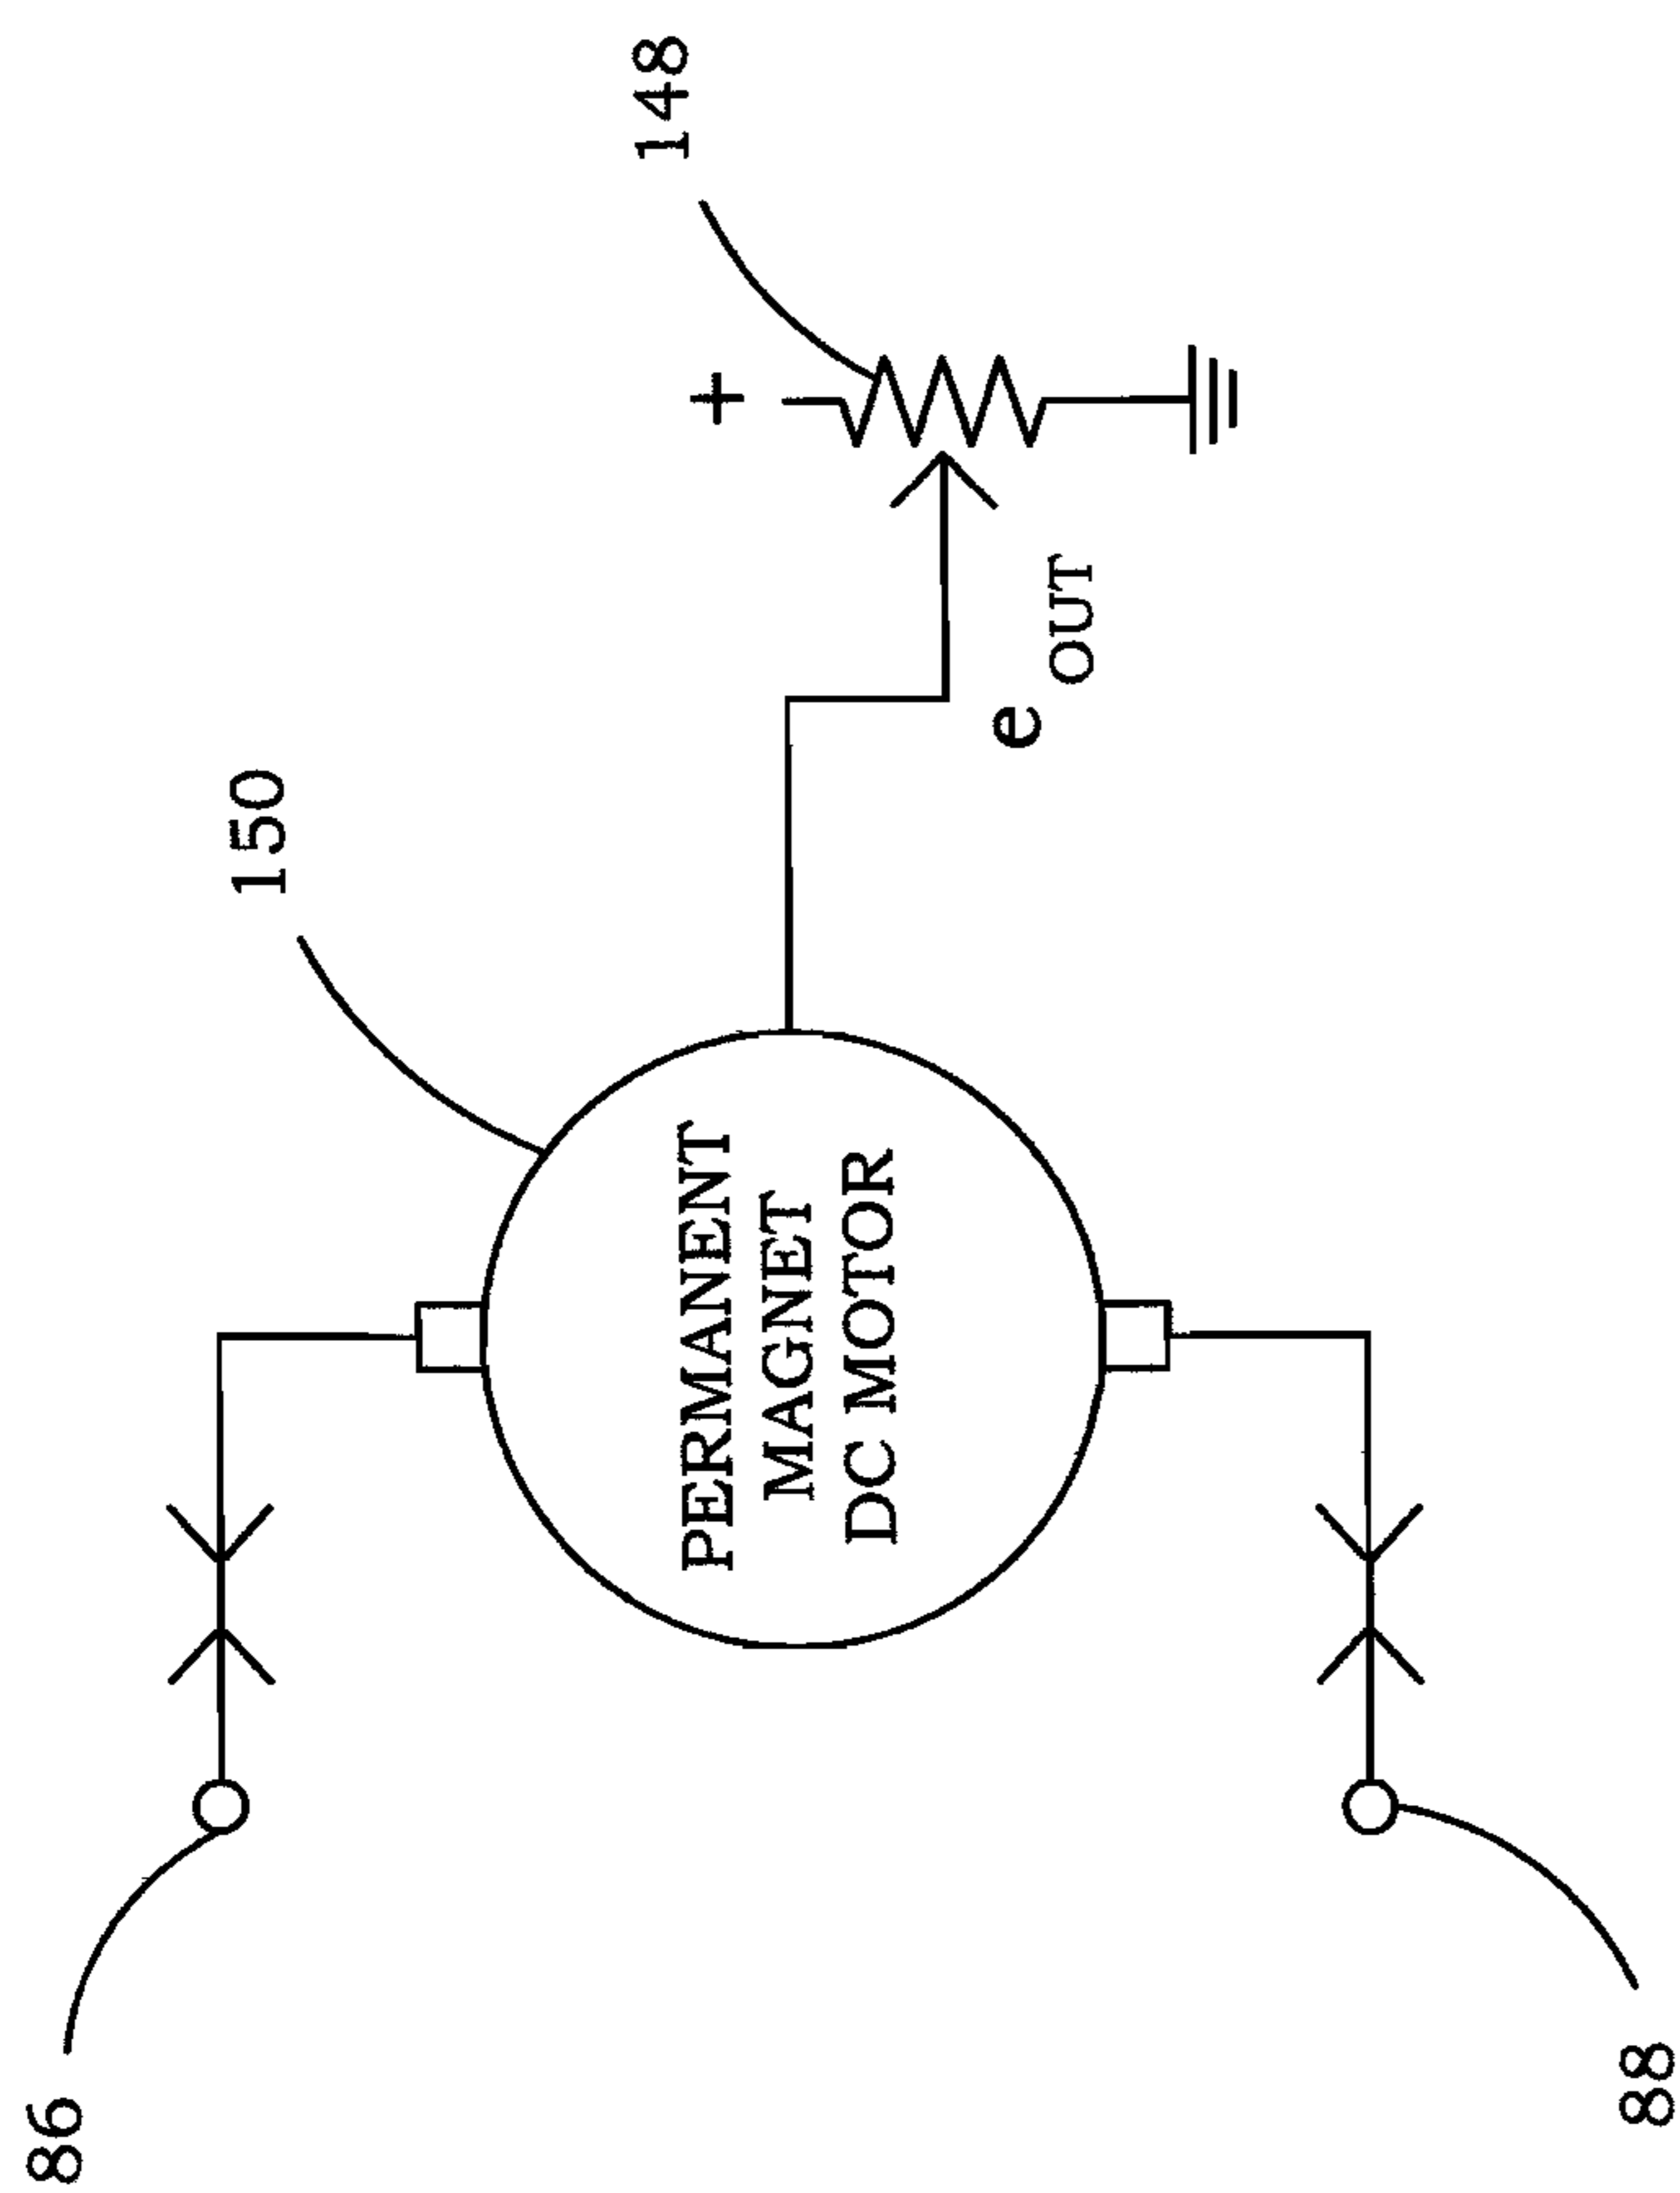 86
150
148
+
PERMANENT
MAGNET
DC MOTOR
e OUT
88